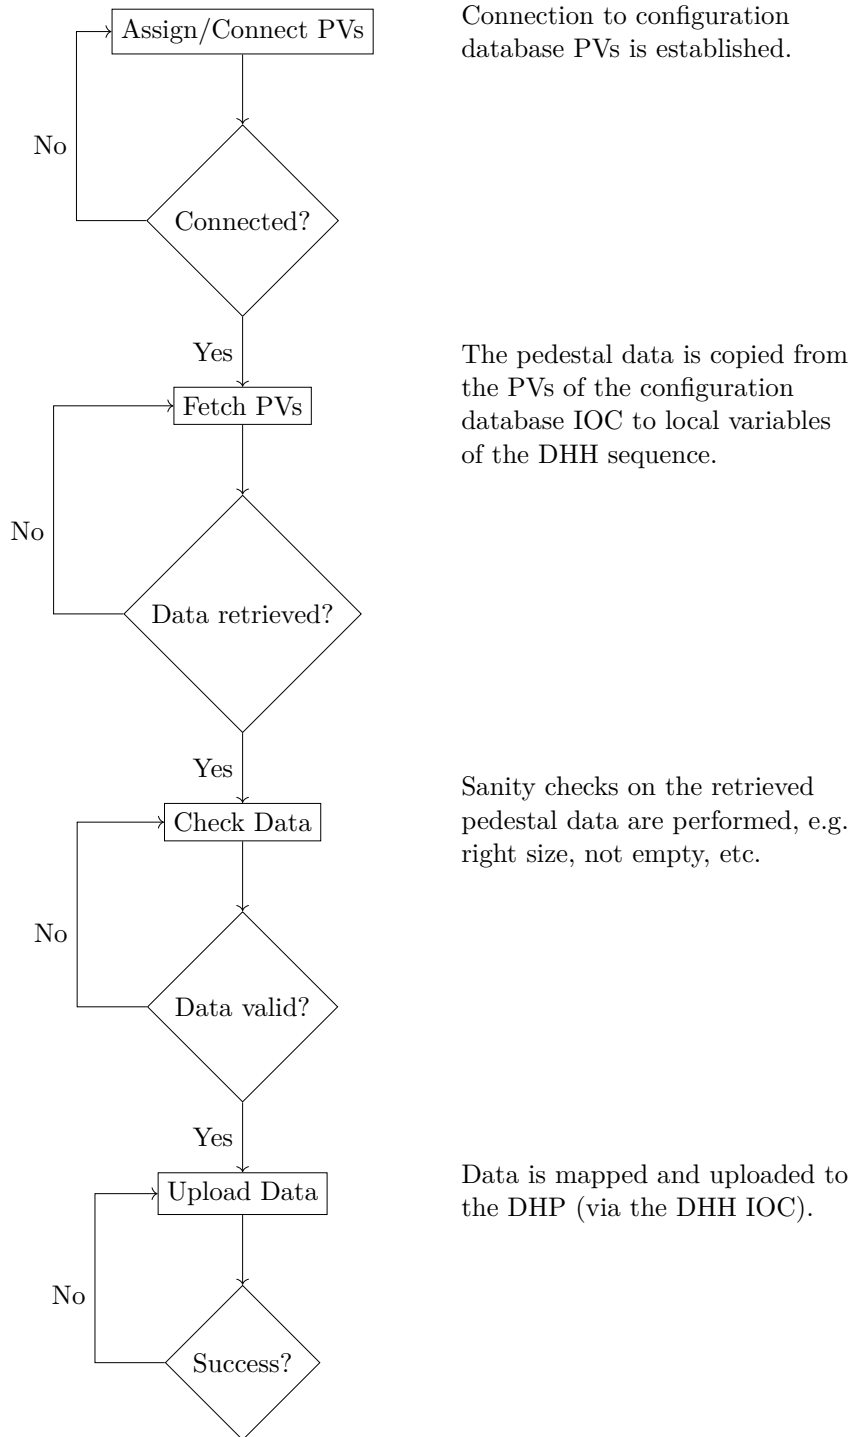 Assign/Connect PVs
Connection to configuration
database PVs is established.
No
Connected?
Yes
The pedestal data is copied from
the PVs of the configuration
database IOC to local variables
of the DHH sequence.
Fetch PVs
No
Data retrieved?
Yes
Sanity checks on the retrieved
pedestal data are performed, e.g.
right size, not empty, etc.
Check Data
No
Data valid?
Yes
Data is mapped and uploaded to
the DHP (via the DHH IOC).
Upload Data
No
Success?